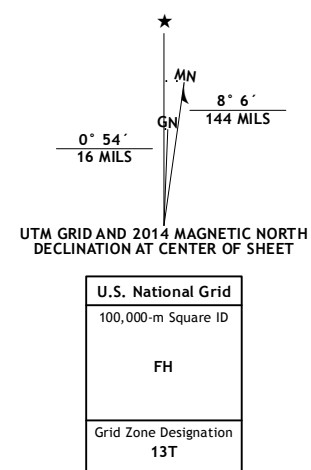 ★
MN
8° 6´
144 MILS
GN
0° 54´
16 MILS
UTM GRID AND 2014 MAGNETIC NORTH
DECLINATION AT CENTER OF SHEET
U.S. National Grid
100,000-m Square ID
FH
Grid Zone Designation
13T